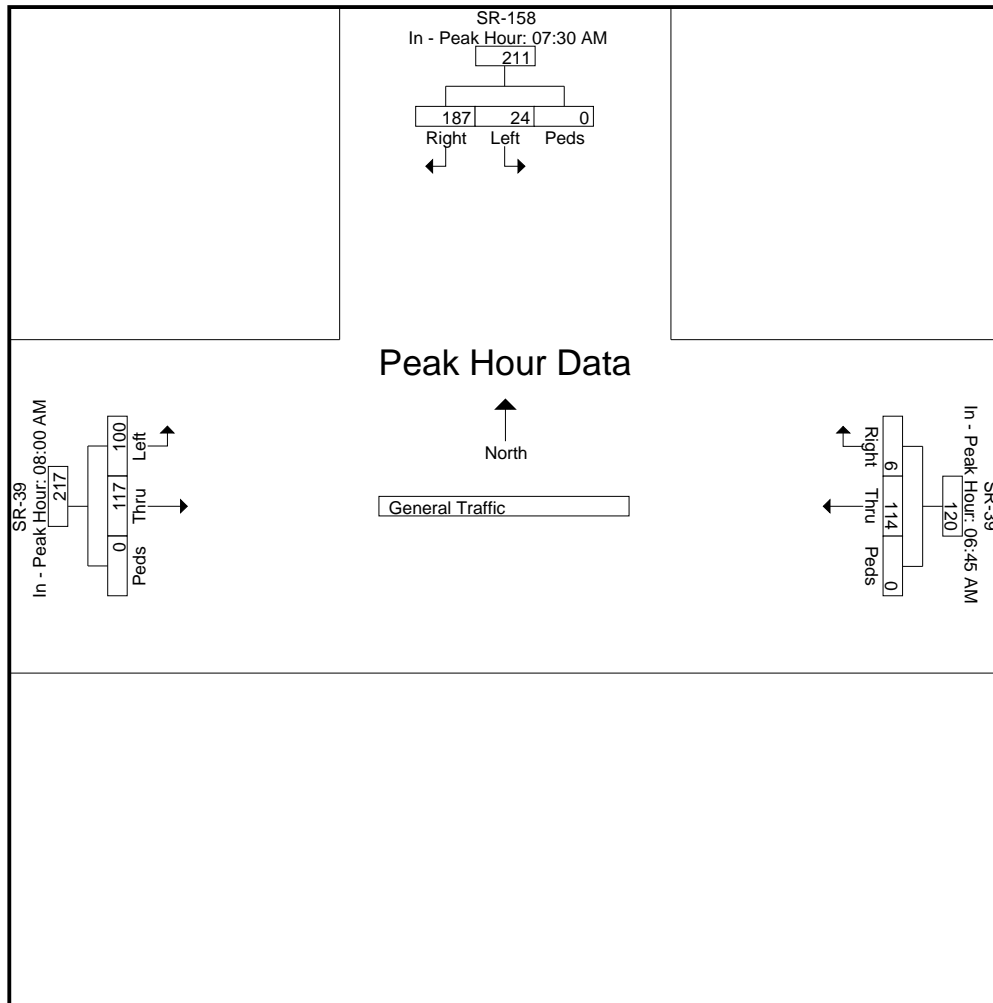 SR-158
In - Peak Hour: 07:30 AM
211
187 24 0
Right Left Peds
Peak Hour Data
North
General Traffic
SR-39
In - Peak Hour: 08:00 AM
217
100 117 0
Left Thru Peds
SR-39
In - Peak Hour: 06:45 AM
120
6 114 0
Right Thru Peds